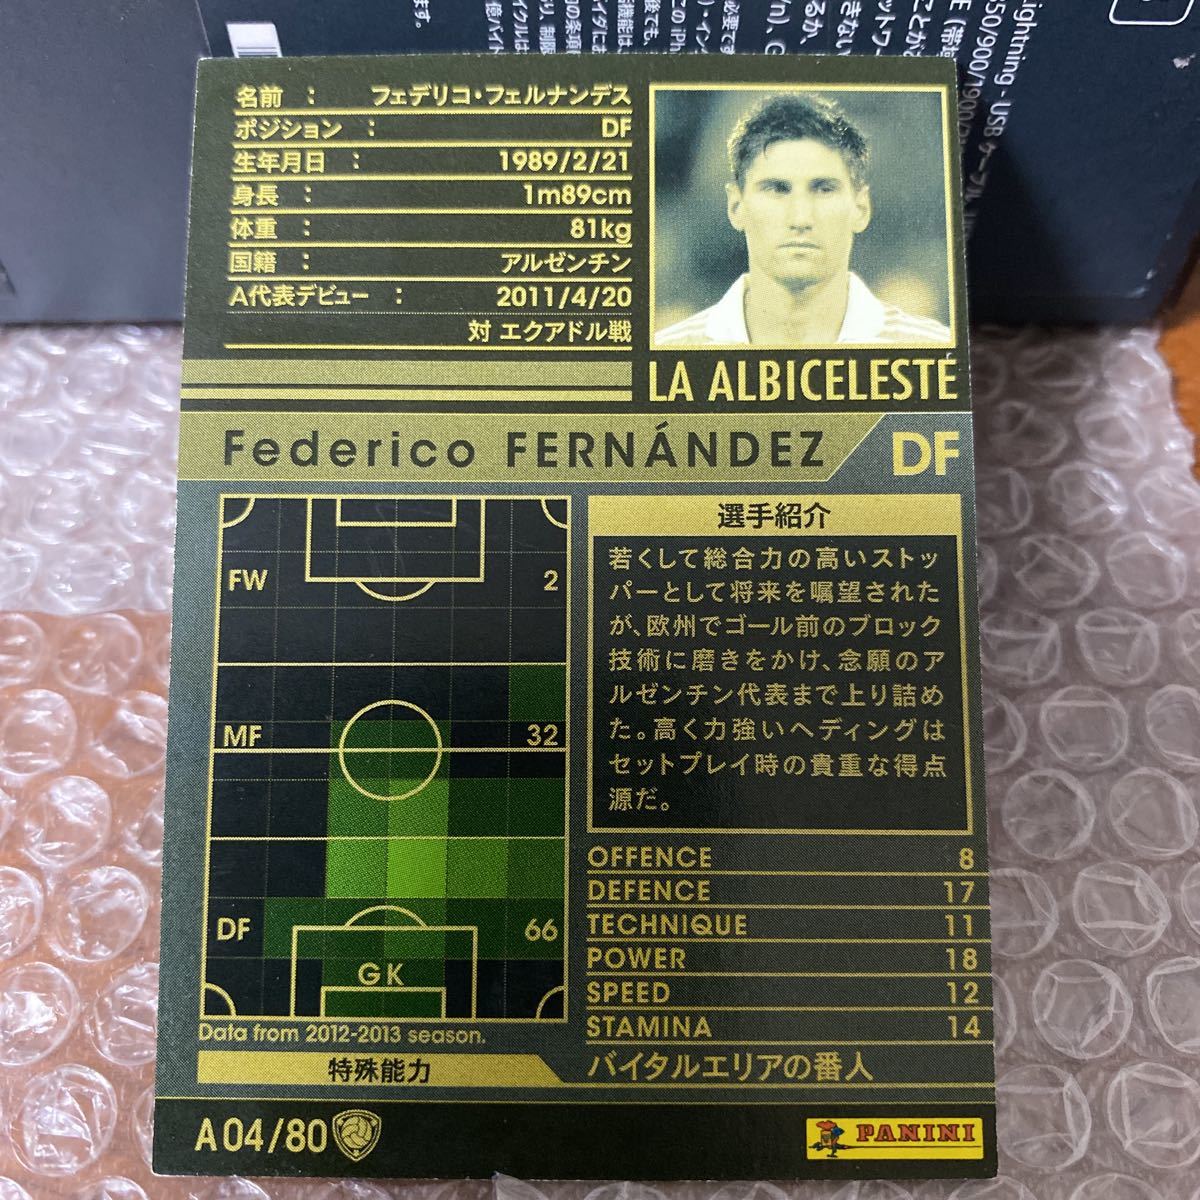 Lightning - USB ケーブル
名前 : フェデリコ・フェルナンデス
ポジション : DF
生年月日 : 1989/2/21
身長 : 1m89cm
体重 : 81kg
国籍 : アルゼンチン
A代表デビュー : 2011/4/20
対 エクアドル戦
LA ALBICELESTE
Federico FERNÁNDEZ DF
FW 2
MF 32
DF 66
GK
Data from 2012-2013 season.
選手紹介
若くして総合力の高いストッ
パーとして将来を嘱望された
が、欧州でゴール前のブロック
技術に磨きをかけ、念願のア
ルゼンチン代表まで上り詰め
た。高く力強いヘディングは
セットプレイ時の貴重な得点
源だ。
OFFENCE 8
DEFENCE 17
TECHNIQUE 11
POWER 18
SPEED 12
STAMINA 14
特殊能力 バイタルエリアの番人
A04/80
PANINI